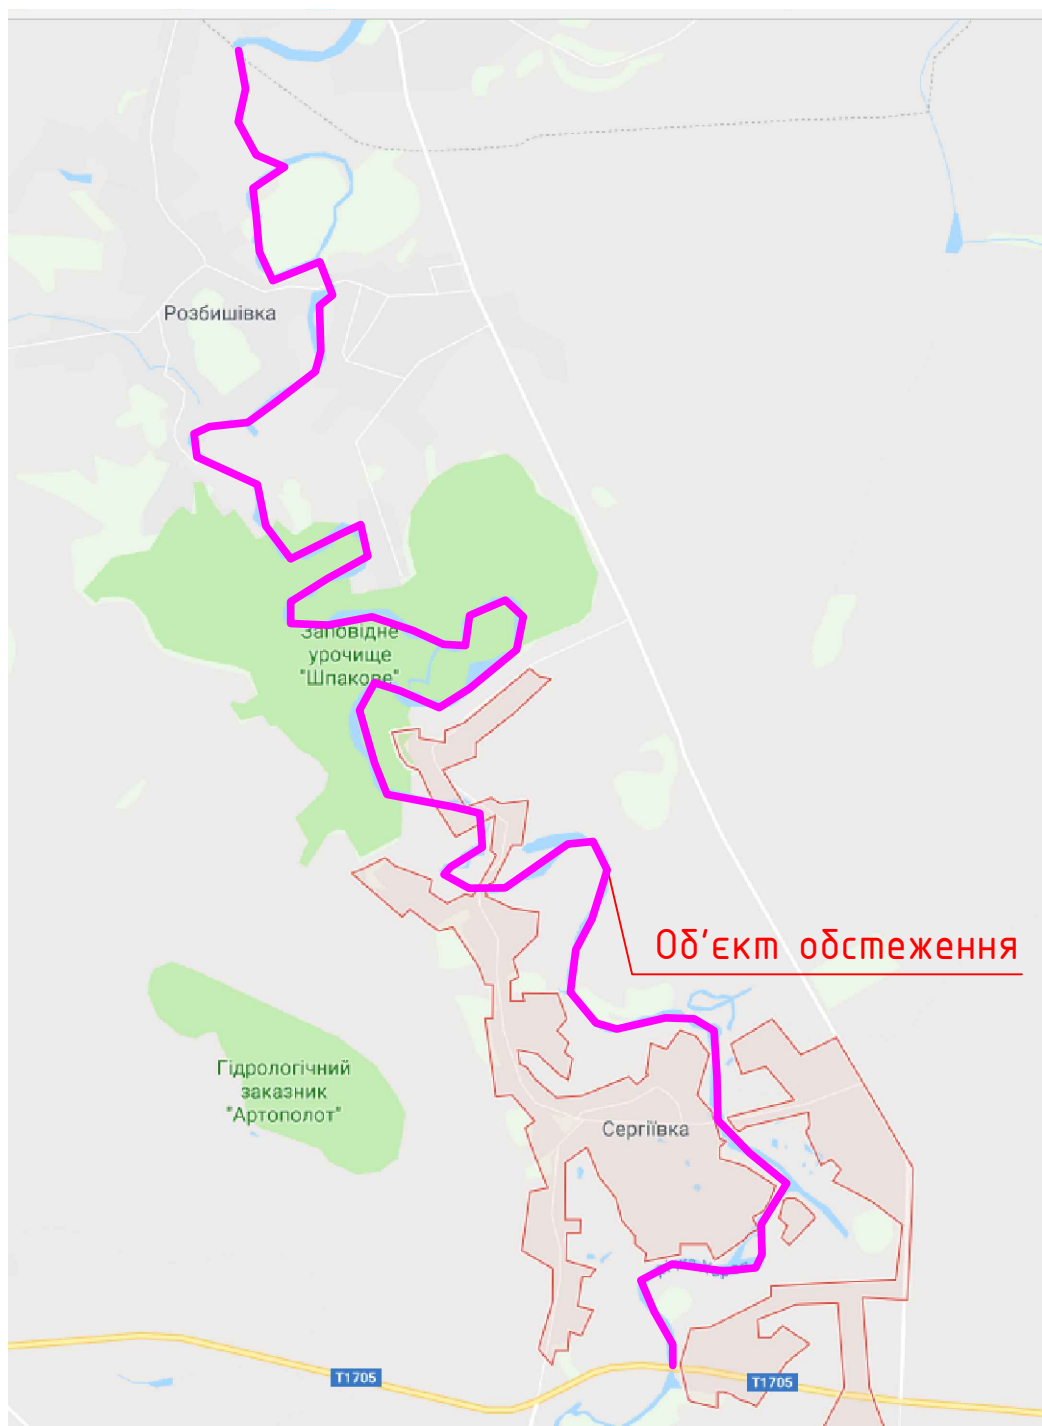 Розбишівка
Заповідне
урочище
"Шпакове"
Об'єкт обстеження
Гідрологічний
заказник
"Артополот"
Сергіївка
T1705
T1705